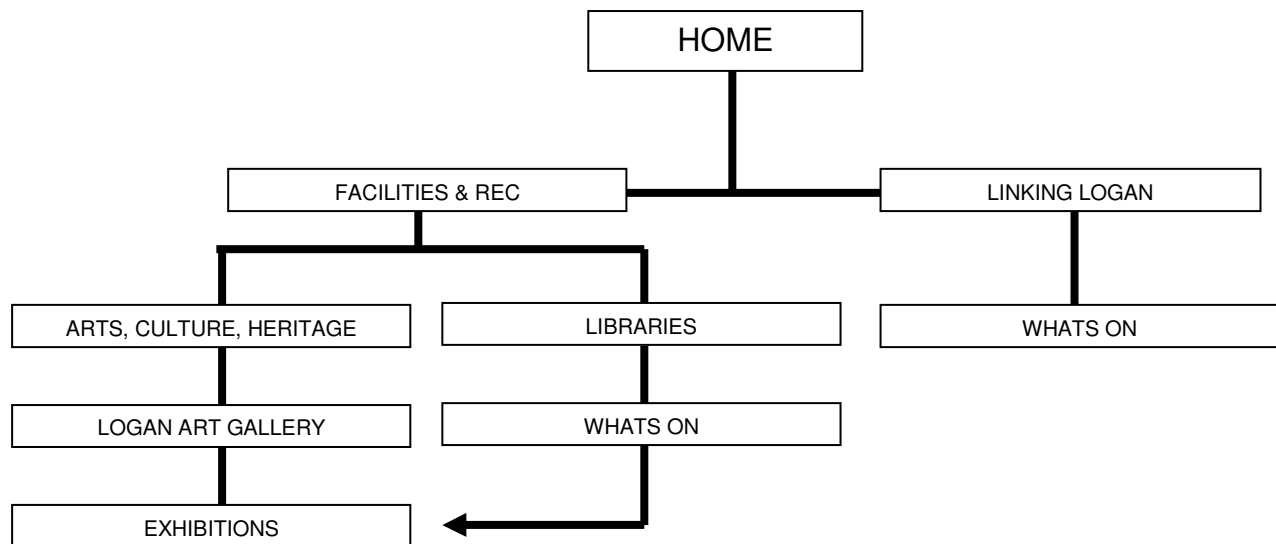 HOME
FACILITIES & REC
LINKING LOGAN
ARTS, CULTURE, HERITAGE
LIBRARIES
WHATS ON
LOGAN ART GALLERY
WHATS ON
EXHIBITIONS